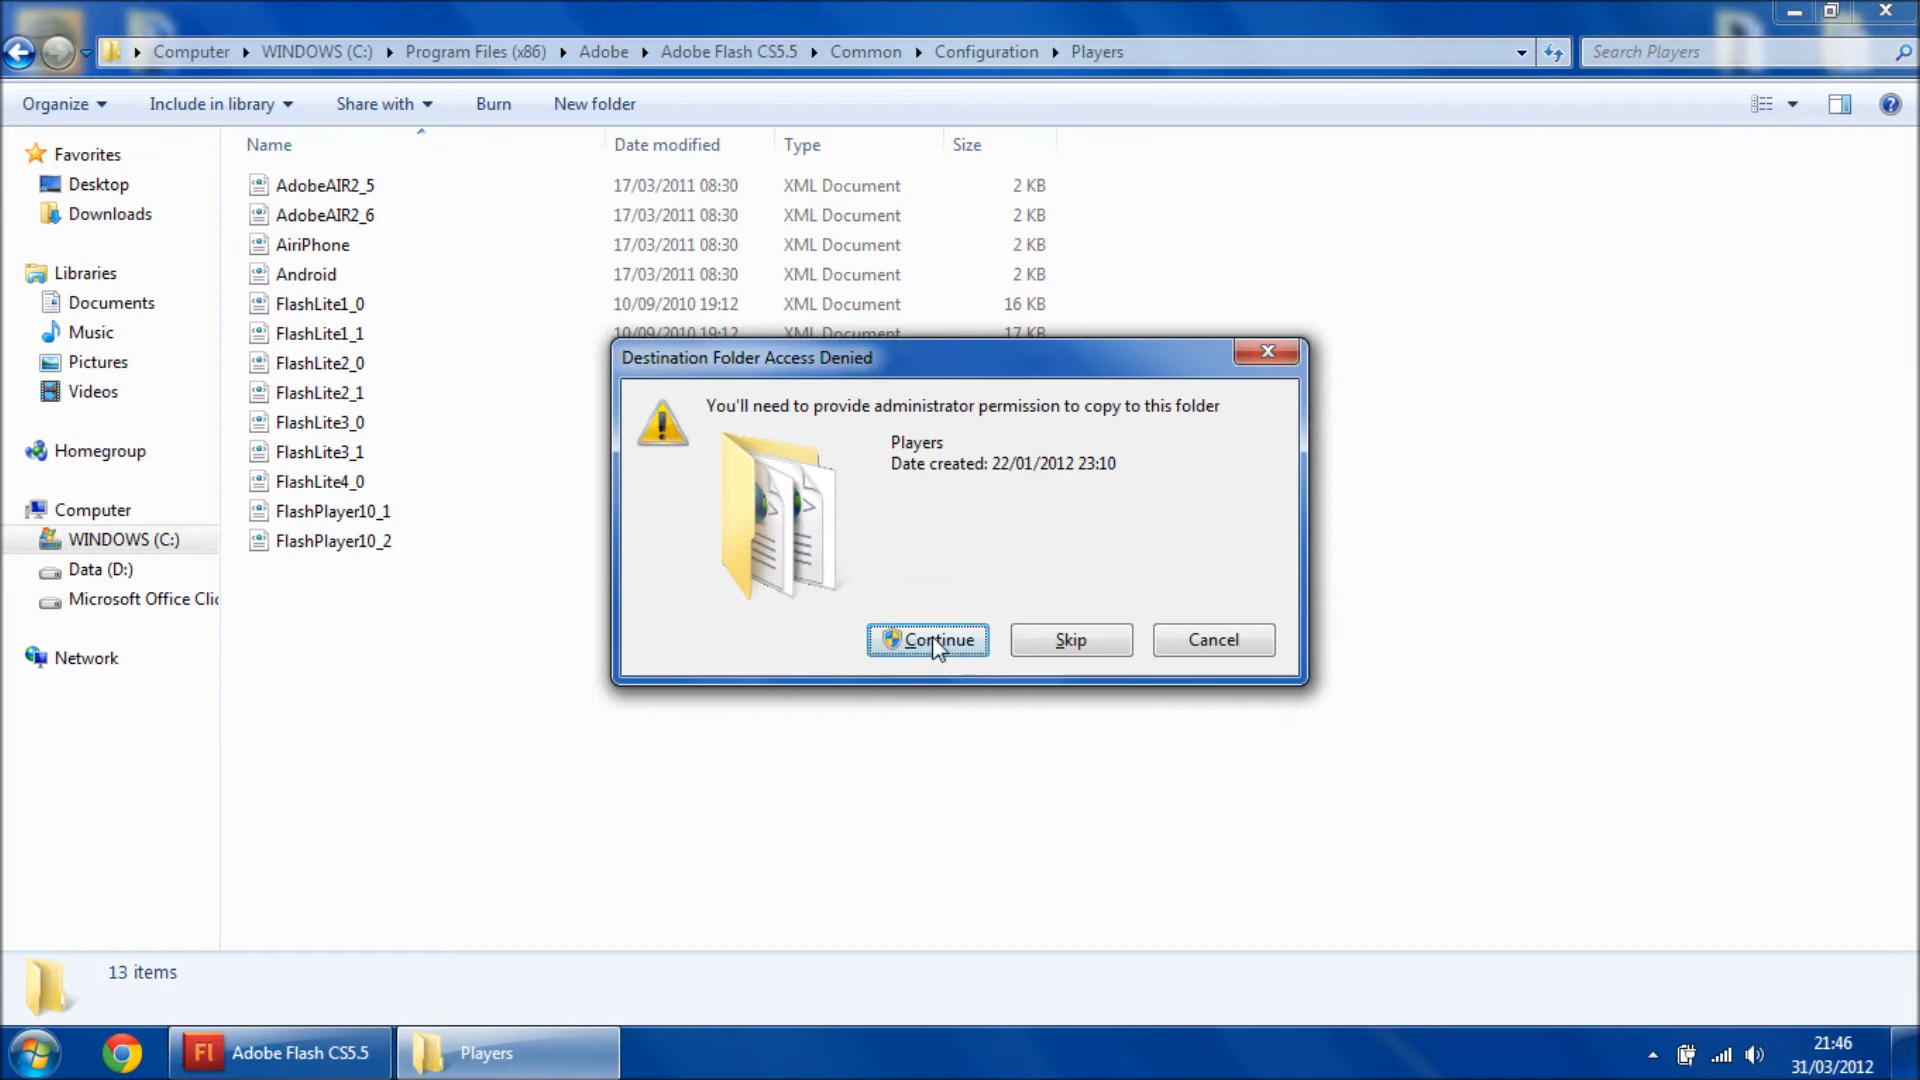 Computer WINDOWS (C:) Program Files (x86) Adobe Adobe Flash CS5.5 Common Configuration Players Search Players
Organize Include in library Share with Burn New folder
Name Date modified Type Size
Favorites
Desktop
Downloads
Libraries
Documents
Music
Pictures
Videos
Homegroup
Computer
WINDOWS (C:)
Data (D:)
Microsoft Office Clic
Network
AdobeAIR2_5 17/03/2011 08:30 XML Document 2 KB
AdobeAIR2_6 17/03/2011 08:30 XML Document 2 KB
AiriPhone 17/03/2011 08:30 XML Document 2 KB
Android 17/03/2011 08:30 XML Document 2 KB
FlashLite1_0 10/09/2010 19:12 XML Document 16 KB
FlashLite1_1 10/09/2010 19:12 XML Document 17 KB
FlashLite2_0
FlashLite2_1
FlashLite3_0
FlashLite3_1
FlashLite4_0
FlashPlayer10_1
FlashPlayer10_2
Destination Folder Access Denied
You'll need to provide administrator permission to copy to this folder
Players
Date created: 22/01/2012 23:10
Continue Skip Cancel
13 items
Fl Adobe Flash CS5.5 Players
21:46
31/03/2012